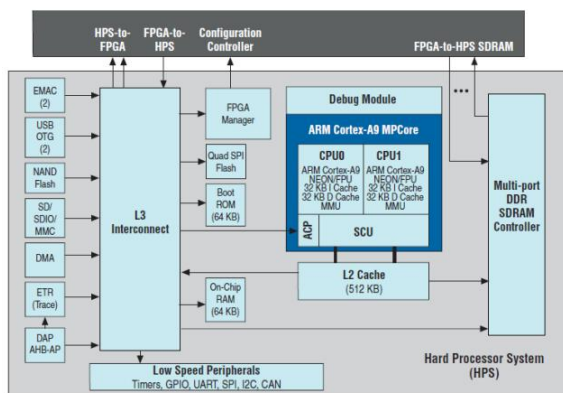 HPS-to-
FPGA
FPGA-to-
HPS
Configuration
Controller
FPGA-to-HPS SDRAM
EMAC
(2)
USB
OTG
(2)
NAND
Flash
SD/
SDIO/
MMC
DMA
ETR
(Trace)
DAP
AHB-AP
L3
Interconnect
FPGA
Manager
Quad SPI
Flash
Boot
ROM
(64 KB)
On-Chip
RAM
(64 KB)
Debug Module
ARM Cortex-A9 MPCore
CPU0
ARM Cortex-A9
NEON/FPU
32 KB I Cache
32 KB D Cache
MMU
CPU1
ARM Cortex-A9
NEON/FPU
32 KB I Cache
32 KB D Cache
MMU
ACP
SCU
L2 Cache
(512 KB)
Multi-port
DDR
SDRAM
Controller
Low Speed Peripherals
Timers, GPIO, UART, SPI, I2C, CAN
Hard Processor System
(HPS)